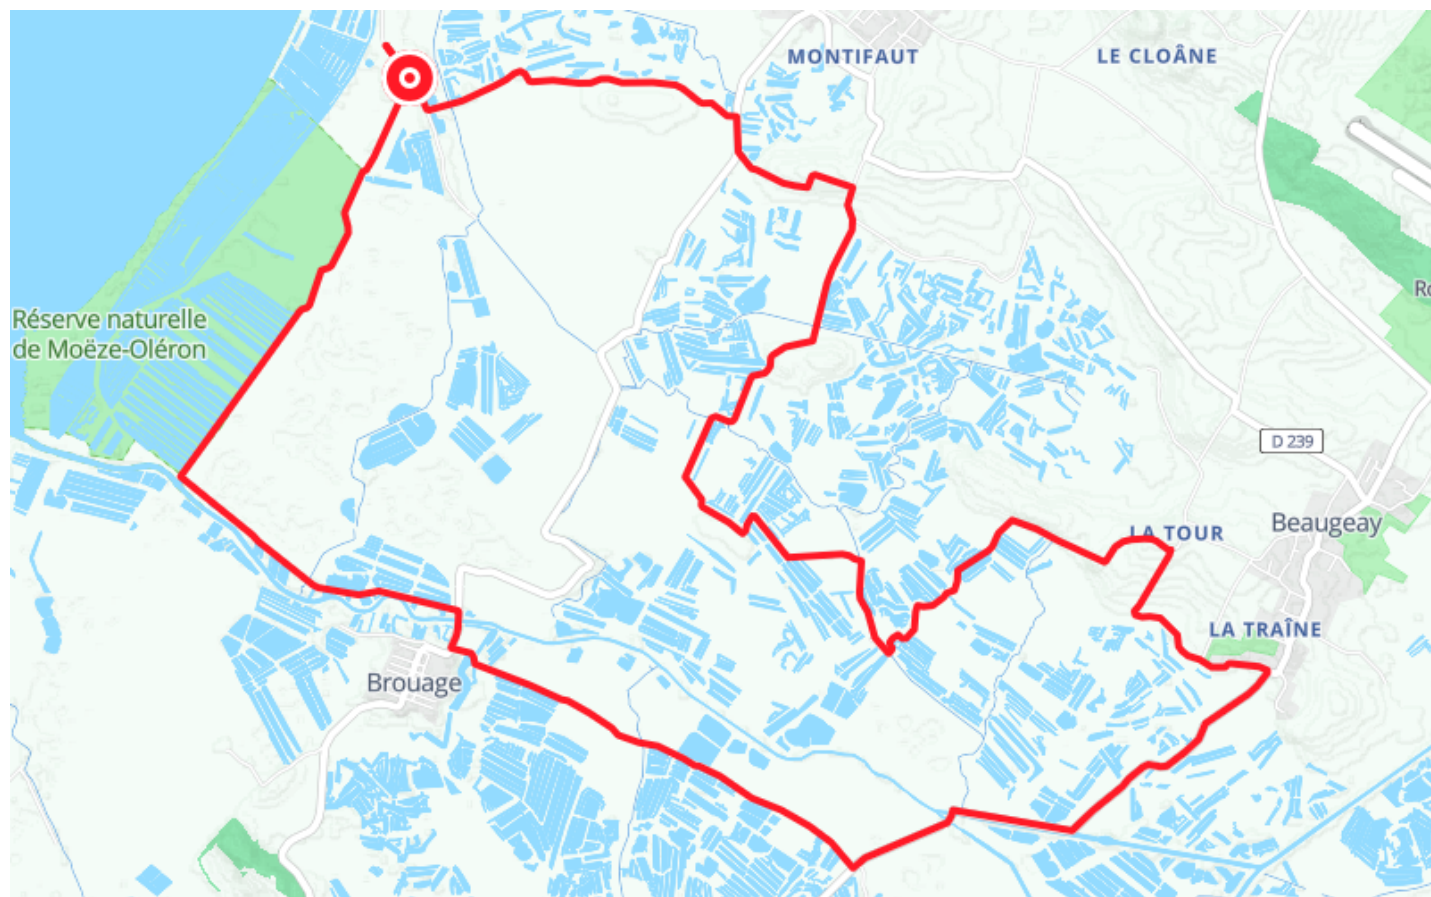 MONTIFAUT
LE CLOÂNE
Réserve naturelle
de Moëze-Oléron
D 239
Beaugeay
LA TOUR
LA TRAÎNE
Brouage